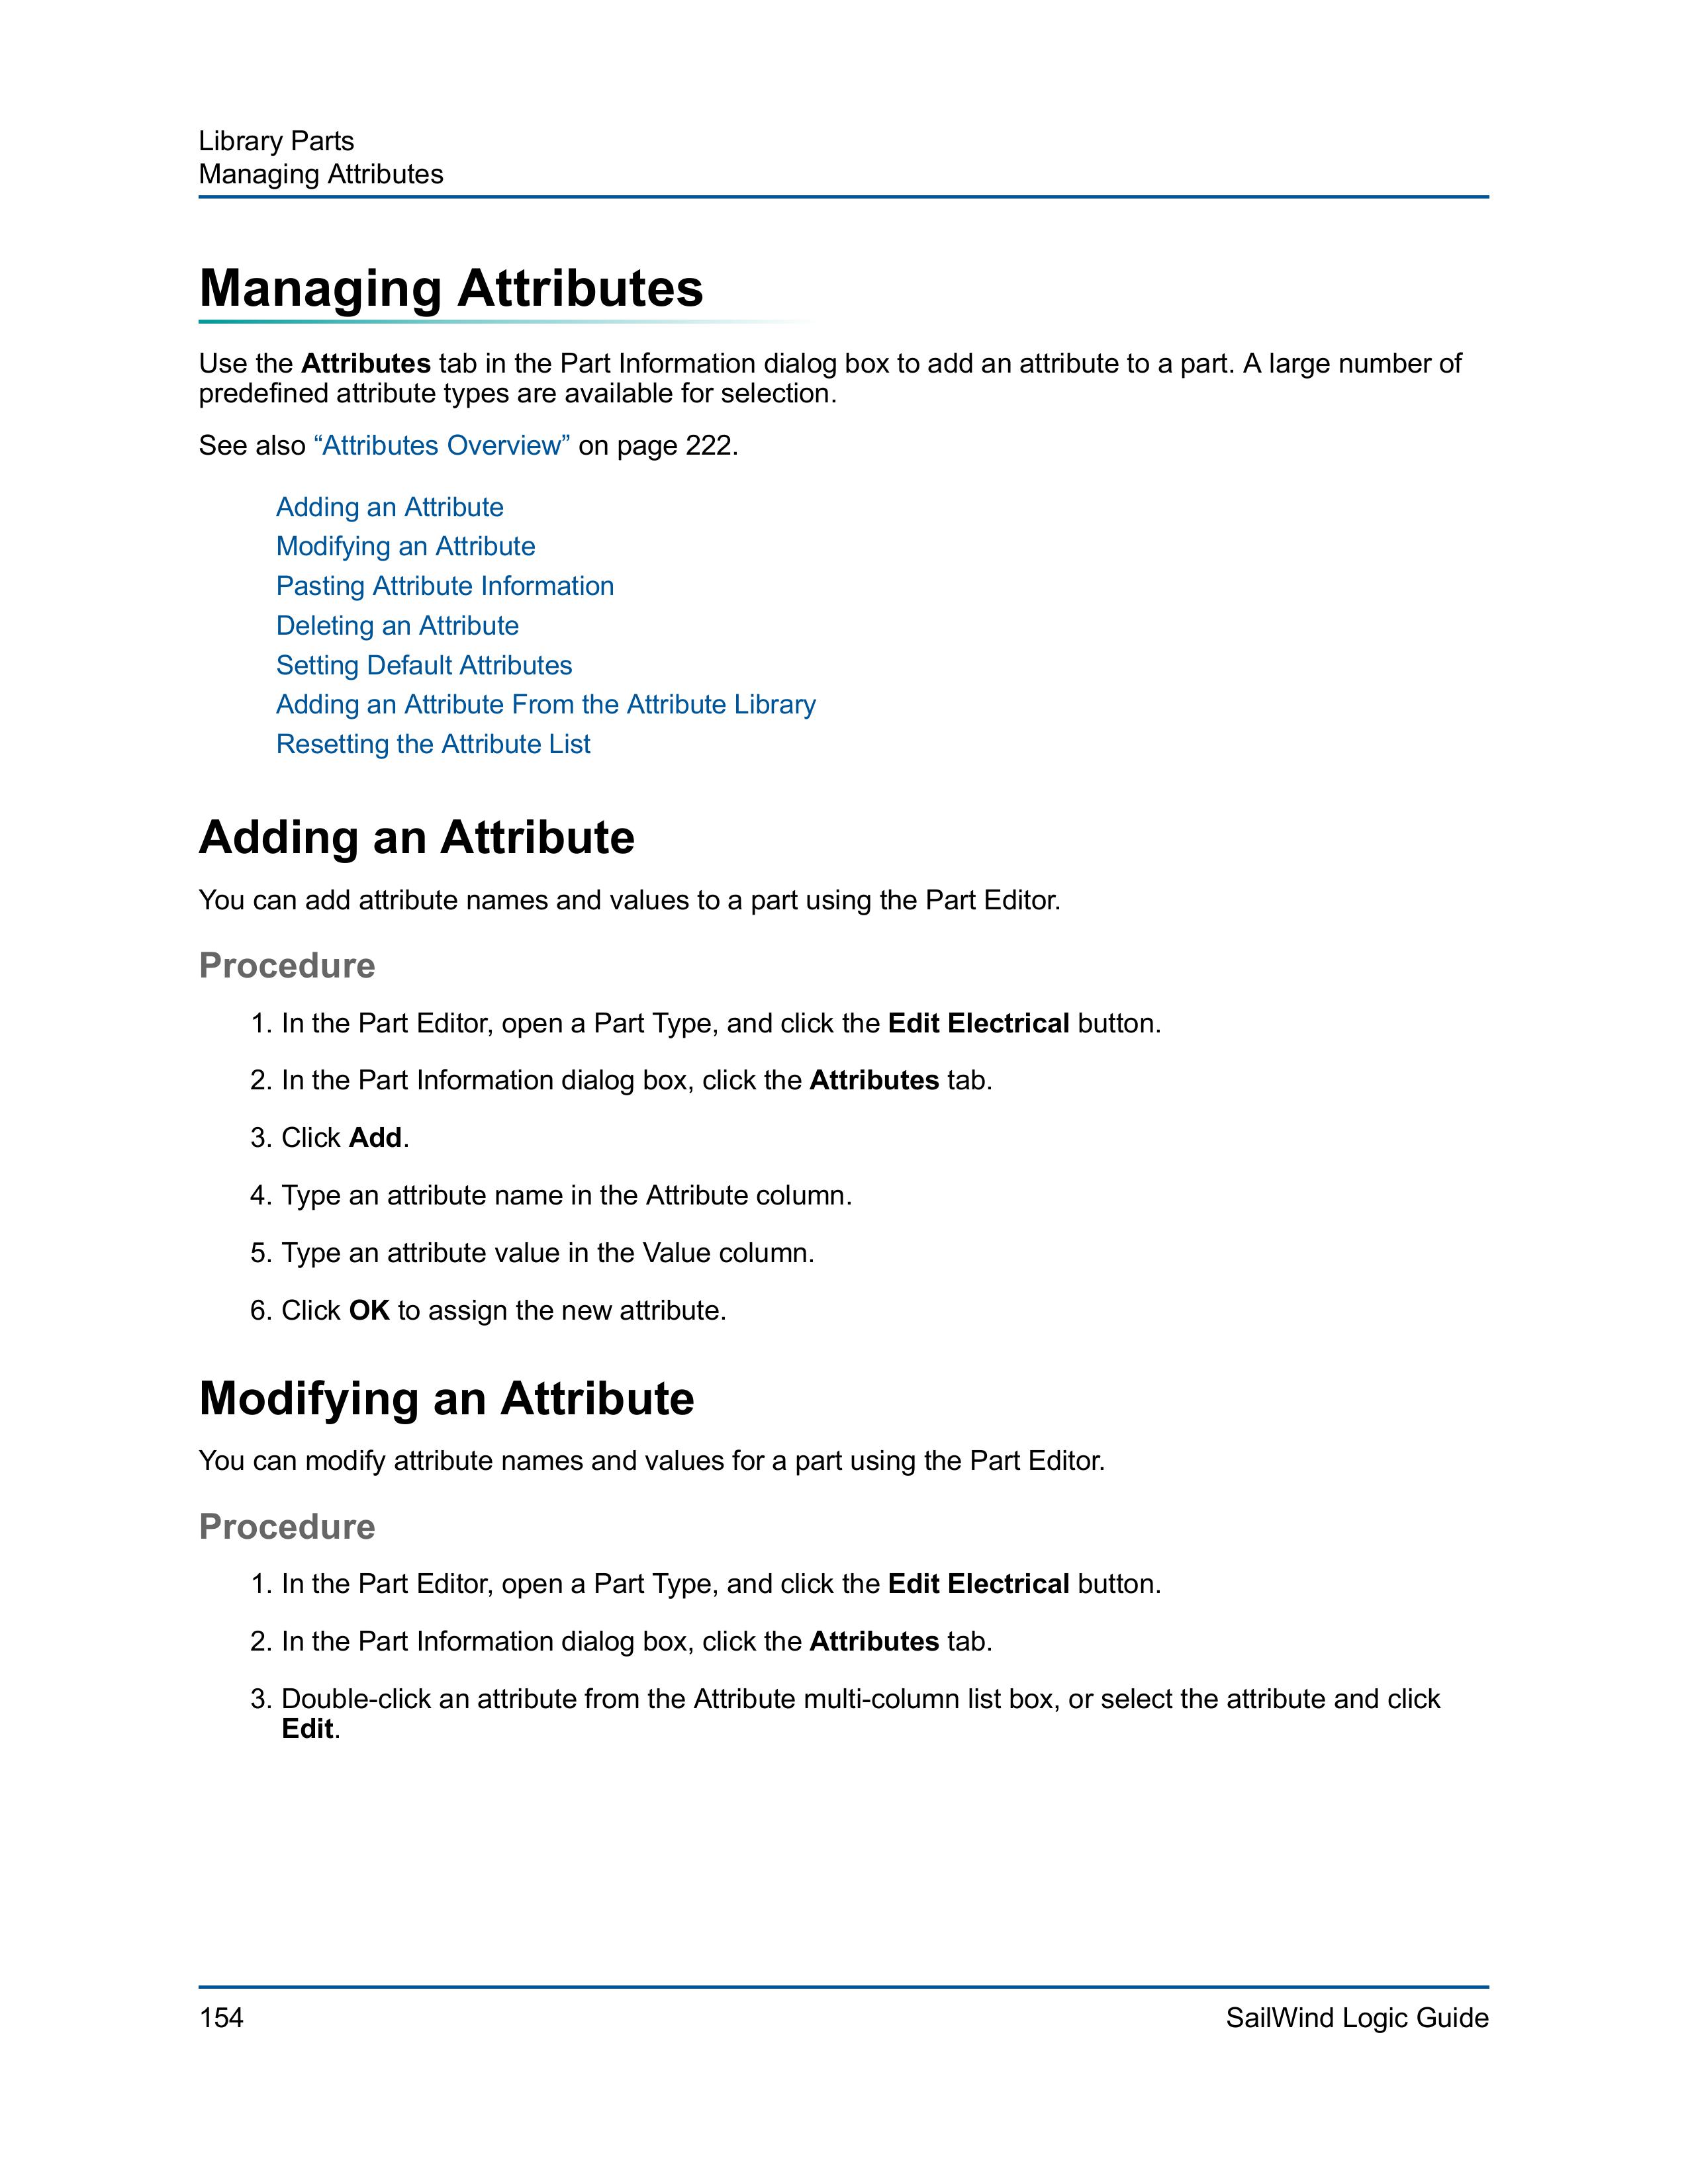 Library Parts
Managing Attributes
Managing Attributes
Use the Attributes tab in the Part Information dialog box to add an attribute to a part. A large number of
predefined attribute types are available for selection.
See also “Attributes Overview” on page 222.
Adding an Attribute
Modifying an Attribute
Pasting Attribute Information
Deleting an Attribute
Setting Default Attributes
Adding an Attribute From the Attribute Library
Resetting the Attribute List
Adding an Attribute
You can add attribute names and values to a part using the Part Editor.
Procedure
1. In the Part Editor, open a Part Type, and click the Edit Electrical button.
2. In the Part Information dialog box, click the Attributes tab.
3. Click Add.
4. Type an attribute name in the Attribute column.
5. Type an attribute value in the Value column.
6. Click OK to assign the new attribute.
Modifying an Attribute
You can modify attribute names and values for a part using the Part Editor.
Procedure
1. In the Part Editor, open a Part Type, and click the Edit Electrical button.
2. In the Part Information dialog box, click the Attributes tab.
3. Double-click an attribute from the Attribute multi-column list box, or select the attribute and click
Edit.
154
SailWind Logic Guide